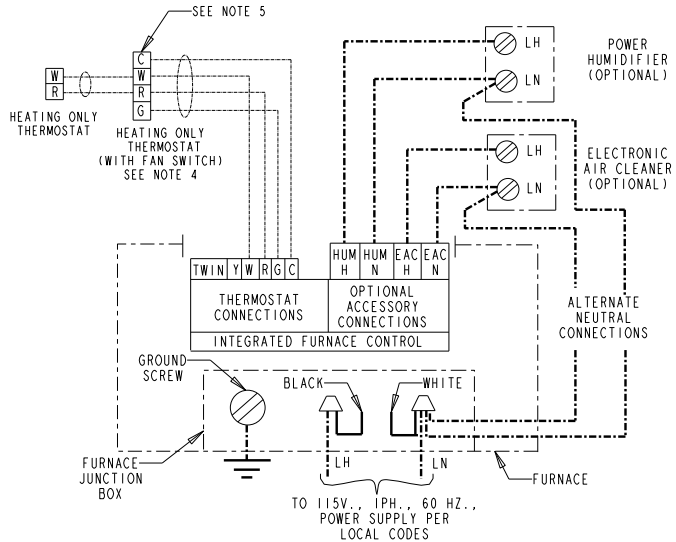 SEE NOTE 5
C
W
R
G
W
R
HEATING ONLY
THERMOSTAT
HEATING ONLY
THERMOSTAT
(WITH FAN SWITCH)
SEE NOTE 4
LH
LN
POWER
HUMIDIFIER
(OPTIONAL)
LH
LN
ELECTRONIC
AIR CLEANER
(OPTIONAL)
TWIN Y W R G C
HUM H
HUM N
EAC H
EAC N
THERMOSTAT
CONNECTIONS
OPTIONAL
ACCESSORY
CONNECTIONS
INTEGRATED FURNACE CONTROL
ALTERNATE
NEUTRAL
CONNECTIONS
GROUND
SCREW
BLACK
WHITE
FURNACE
JUNCTION
BOX
LH
LN
FURNACE
TO 115V., 1PH., 60 HZ.,
POWER SUPPLY PER
LOCAL CODES